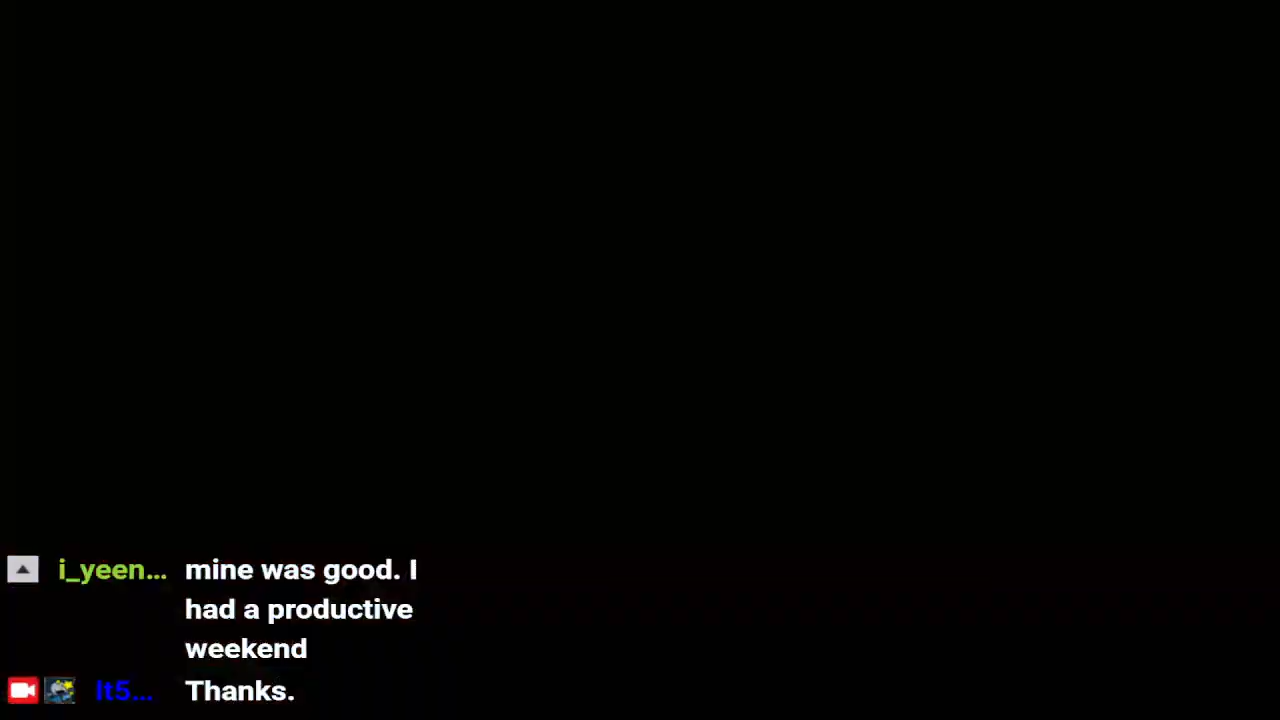 i_yeen... mine was good. I
had a productive
weekend
It5... Thanks.